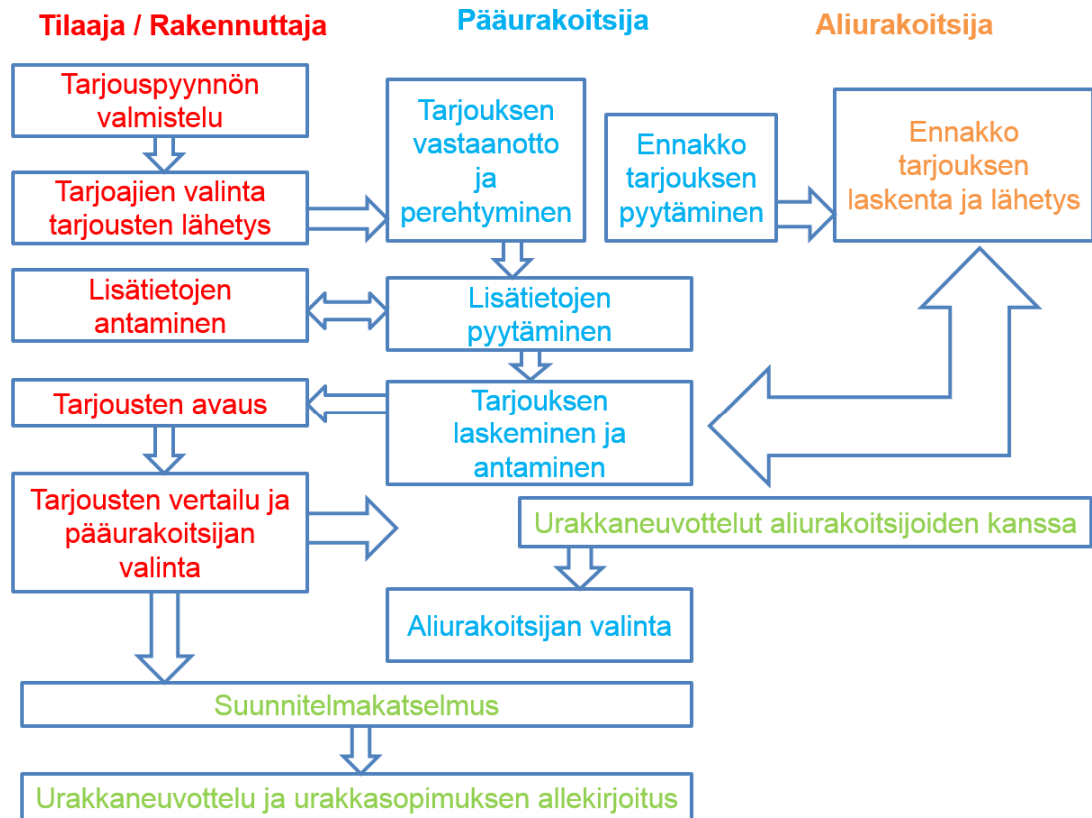 Tilaaja / Rakennuttaja
Pääurakoitsija
Aliurakoitsija
Tarjouspyynnön
valmistelu
Tarjouksen
vastaanotto
ja
perehtyminen
Ennakko
tarjouksen
pyytäminen
Ennakko
tarjouksen
laskenta ja lähetys
Tarjoajien valinta
tarjousten lähetys
Lisätietojen
antaminen
Lisätietojen
pyytäminen
Tarjousten avaus
Tarjouksen
laskeminen ja
antaminen
Tarjousten vertailu ja
pääurakoitsijan
valinta
Urakkaneuvottelut aliurakoitsijoiden kanssa
Aliurakoitsijan valinta
Suunnitelmakatselmus
Urakkaneuvottelu ja urakkasopimuksen allekirjoitus